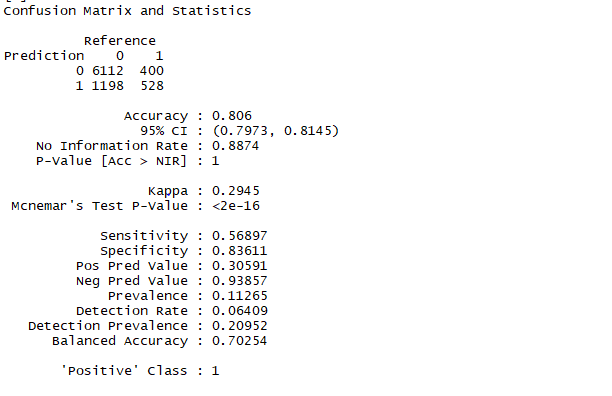 Confusion Matrix and Statistics
Reference
Prediction 0 1
0 6112 400
1 1198 528
Accuracy : 0.806
95% CI : (0.7973, 0.8145)
No Information Rate : 0.8874
P-Value [Acc > NIR] : 1
Kappa : 0.2945
Mcnemar's Test P-Value : <2e-16
Sensitivity : 0.56897
Specificity : 0.83611
Pos Pred Value : 0.30591
Neg Pred Value : 0.93857
Prevalence : 0.11265
Detection Rate : 0.06409
Detection Prevalence : 0.20952
Balanced Accuracy : 0.70254
'Positive' Class : 1